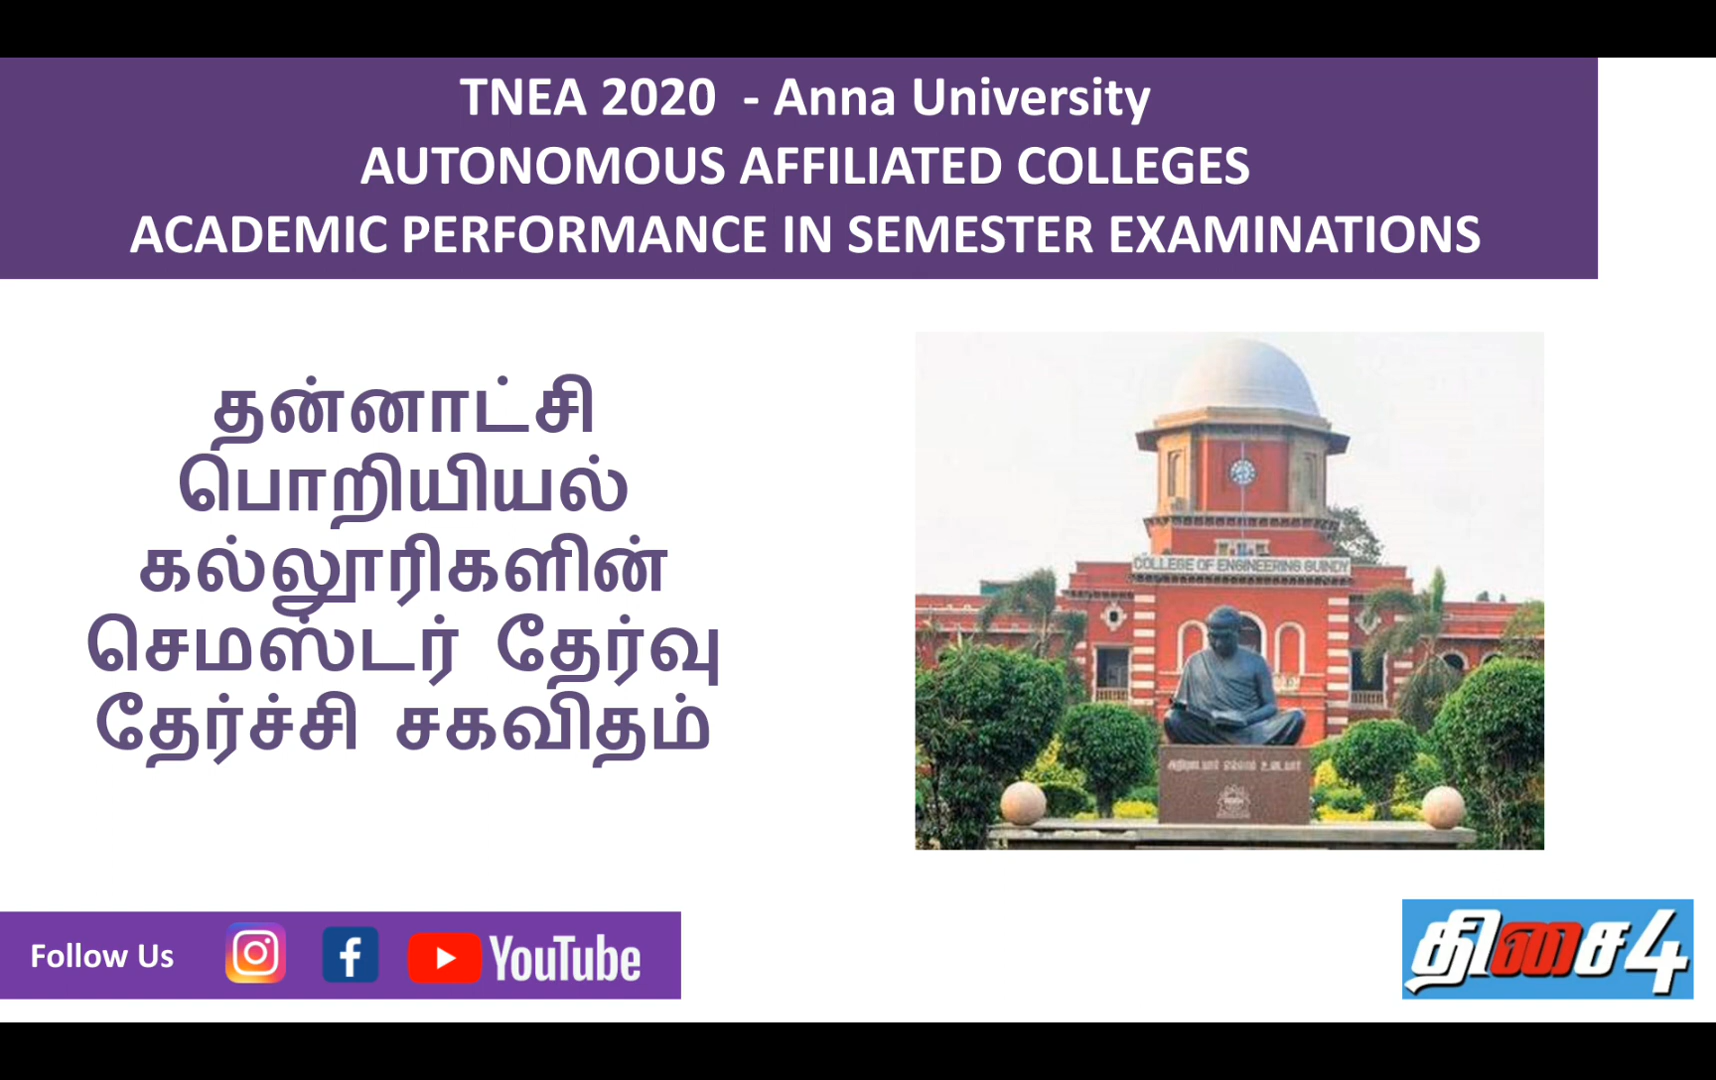 TNEA 2020 - Anna University
AUTONOMOUS AFFILIATED COLLEGES
ACADEMIC PERFORMANCE IN SEMESTER EXAMINATIONS
தன்னாட்சி
பொறியியல்
கல்லூரிகளின்
செமஸ்டர் தேர்வு
தேர்ச்சி சகவிதம்
COLLEGE OF ENGINEERING GUINDY
Follow Us
YouTube
திசை4